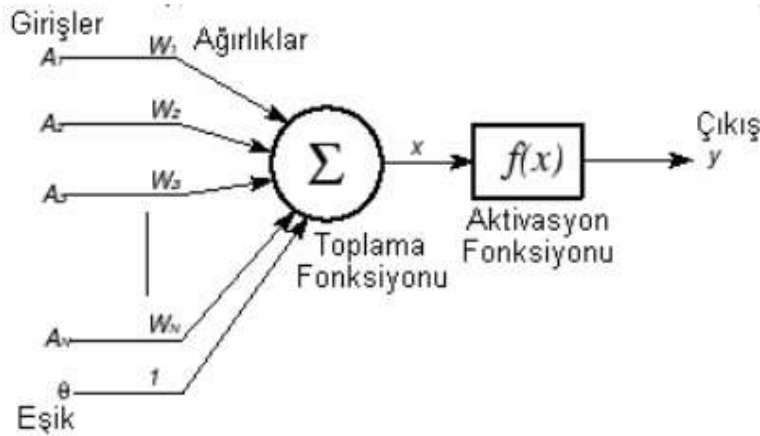 Girişler
Ağırlıklar
A₁ W₁
A₂ W₂
A₃ W₃
Σ
x
f(x)
Çıkış
y
Toplama
Fonksiyonu
Aktivasyon
Fonksiyonu
Aₙ Wₙ
θ 1
Eşik